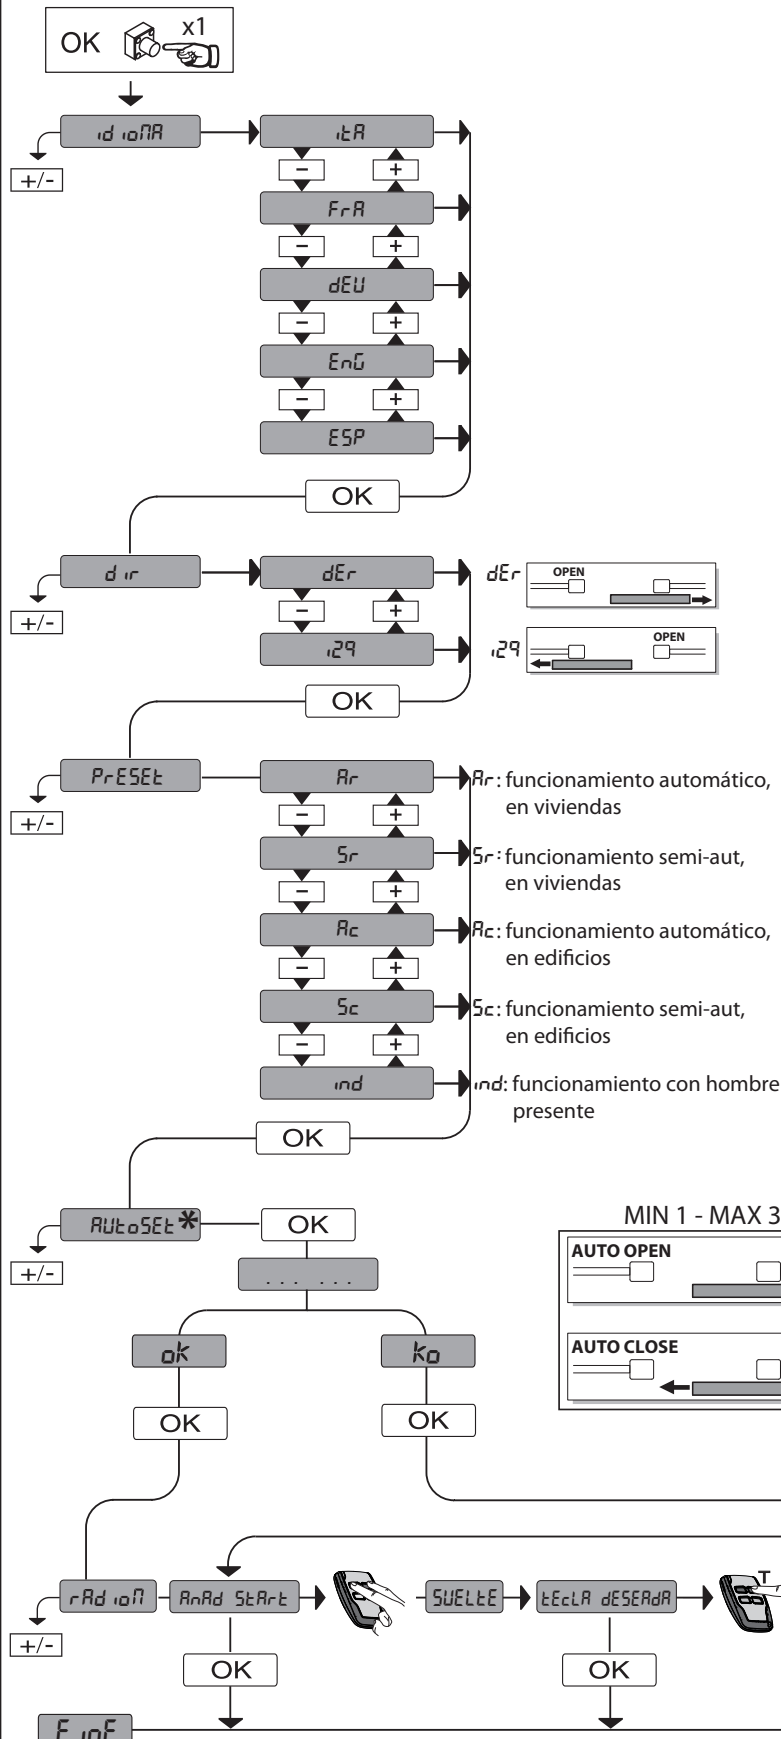 OK x1
idioMA itA
+/-
- +
FrA
- +
dEU
- +
EnG
- +
ESP
OK
dir dEr dEr OPEN
+/-
- +
izq izq OPEN
OK
PrESEt Ar Ar: funcionamiento automático,
en viviendas
+/-
- +
Sr Sr: funcionamiento semi-aut,
en viviendas
- +
Ac Ac: funcionamiento automático,
en edificios
- +
Sc Sc: funcionamiento semi-aut,
en edificios
- +
ind ind: funcionamiento con hombre
presente
OK
AUtoSEt* OK
+/-
... ...
ok ko
OK OK
MIN 1 - MAX 3
AUTO OPEN
AUTO CLOSE
rAdioM AnAd StArt SUELtE tEcLA dESEAdA T
+/-
OK OK